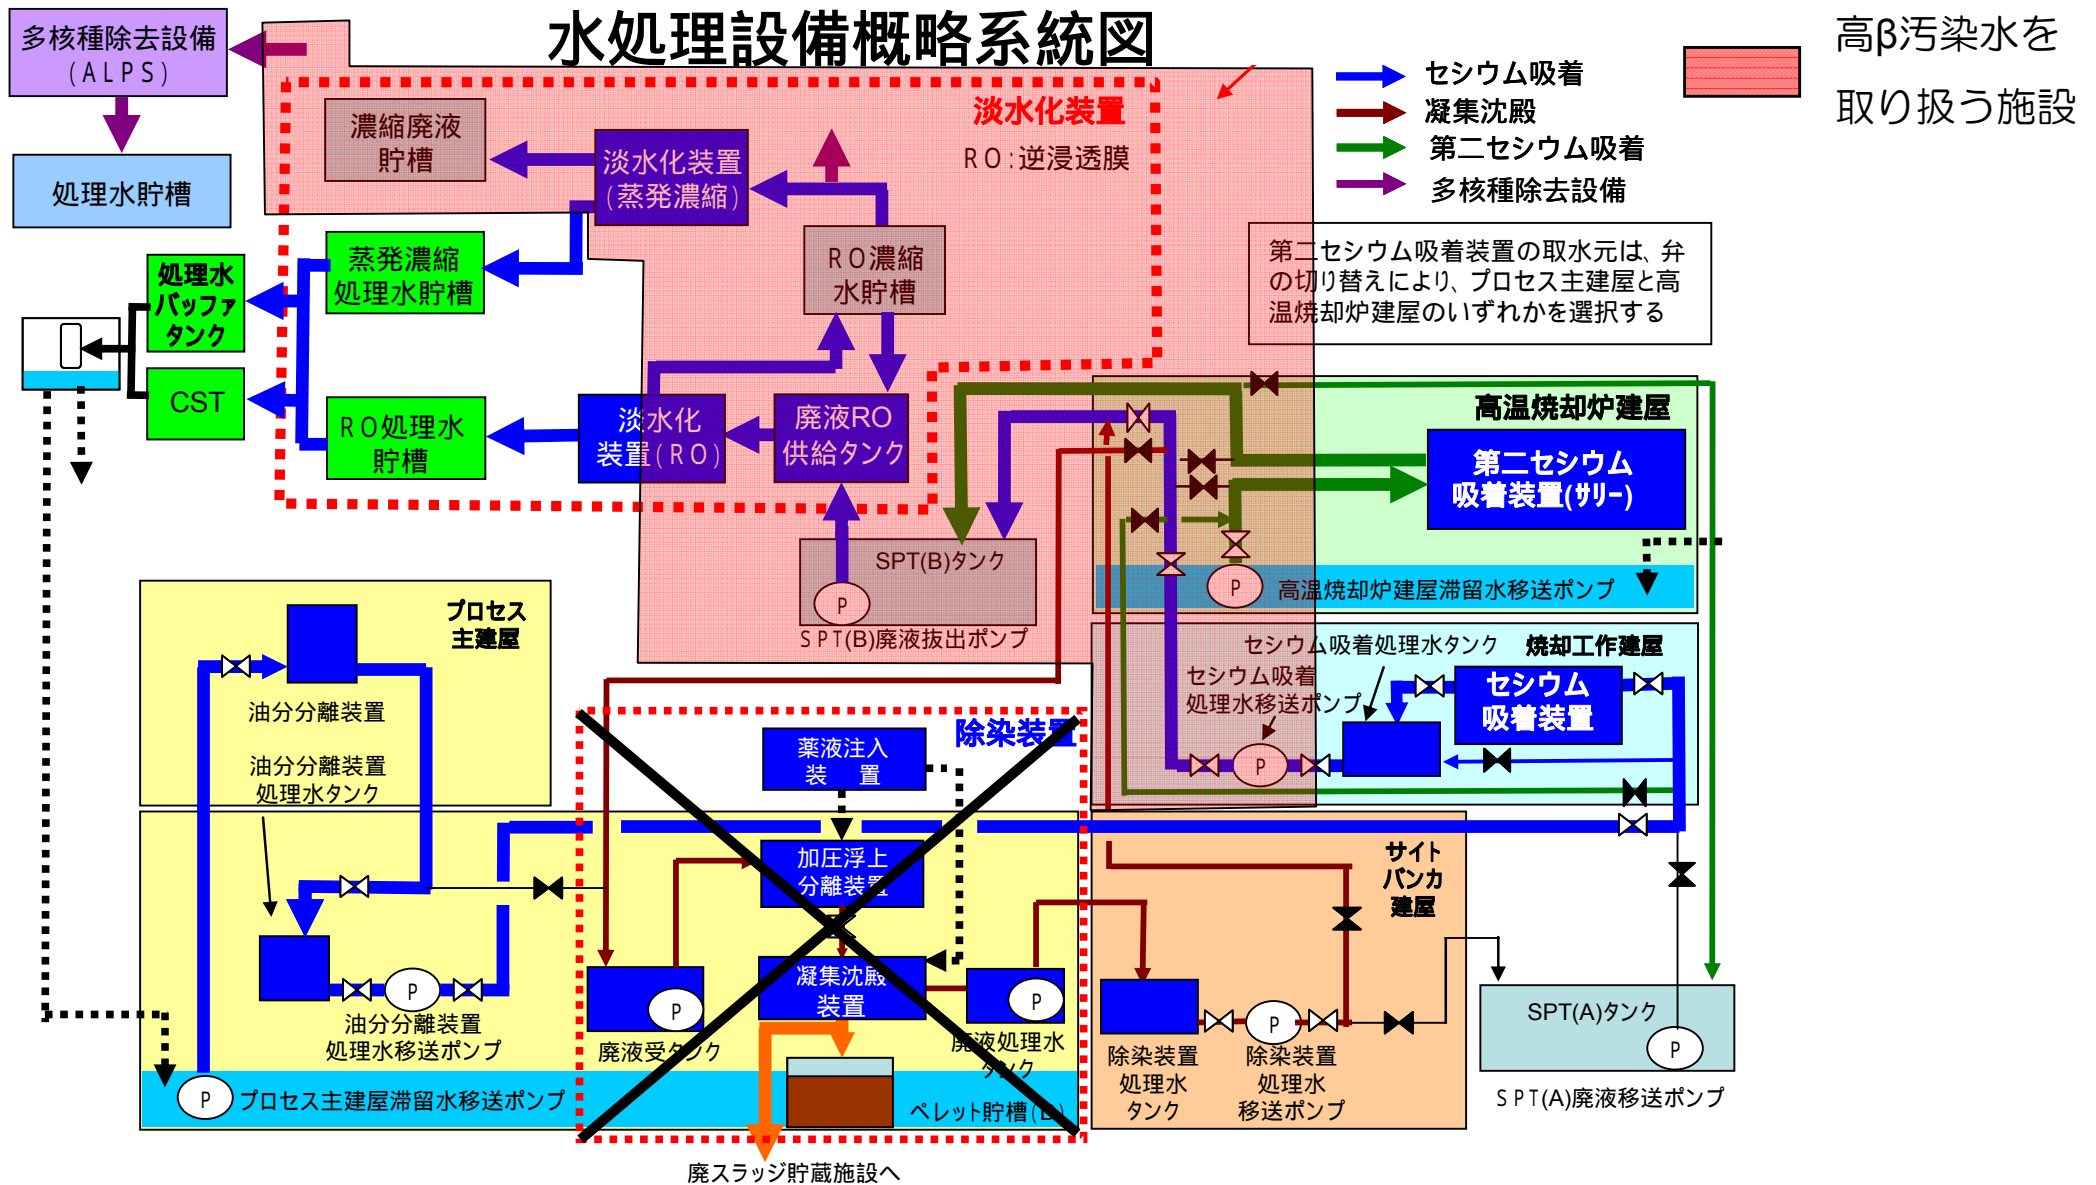 水処理設備概略系統図
高β汚染水を
取り扱う施設
多核種除去設備
(ALPS)
処理水貯槽
セシウム吸着
凝集沈殿
第二セシウム吸着
多核種除去設備
淡水化装置
RO:逆浸透膜
濃縮廃液
貯槽
淡水化装置
(蒸発濃縮)
RO濃縮
水貯槽
蒸発濃縮
処理水貯槽
処理水
バッファ
タンク
CST
RO処理水
貯槽
淡水化
装置(RO)
廃液RO
供給タンク
第二セシウム吸着装置の取水元は、弁
の切り替えにより、プロセス主建屋と高
温焼却炉建屋のいずれかを選択する
高温焼却炉建屋
第二セシウム
吸着装置(サリー)
SPT(B)タンク
P
SPT(B)廃液抜出ポンプ
P
高温焼却炉建屋滞留水移送ポンプ
プロセス
主建屋
油分分離装置
油分分離装置
処理水タンク
セシウム吸着処理水タンク
焼却工作建屋
セシウム吸着
処理水移送ポンプ
セシウム
吸着装置
P
除染装置
薬液注入
装 置
加圧浮上
分離装置
凝集沈殿
装置
P
油分分離装置
処理水移送ポンプ
P
廃液受タンク
P
廃液処理水
タンク
ペレット貯槽(D)
P
プロセス主建屋滞留水移送ポンプ
廃スラッジ貯蔵施設へ
サイト
バンカ
建屋
P
除染装置
処理水
タンク
除染装置
処理水
移送ポンプ
SPT(A)タンク
P
SPT(A)廃液移送ポンプ